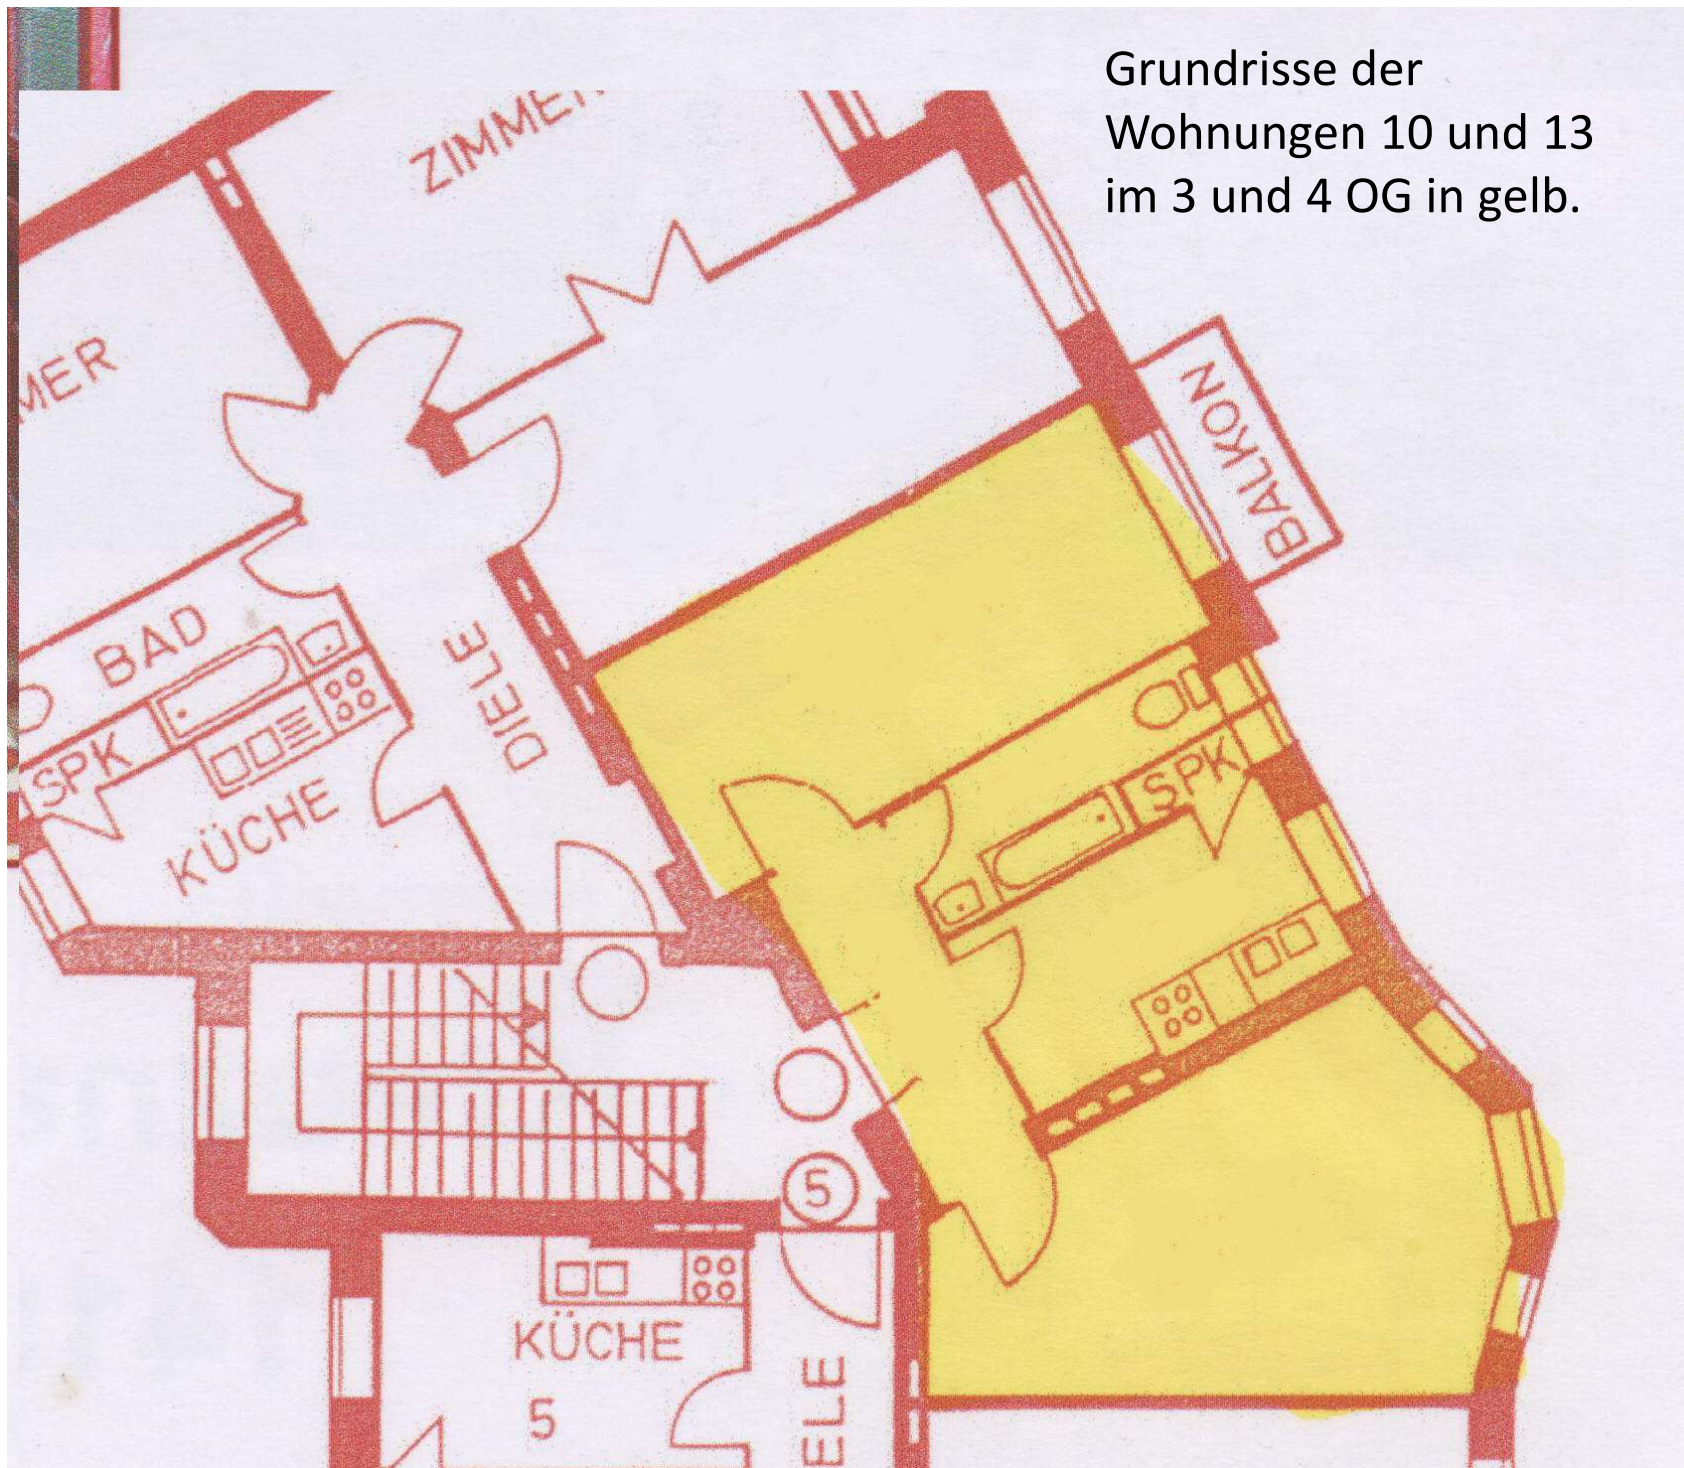 Grundrisse der
Wohnungen 10 und 13
im 3 und 4 OG in gelb.
ZIMMER
MER
BALKON
BAD
DIELE
SPK
SPK
KÜCHE
5
KÜCHE
5
ELE